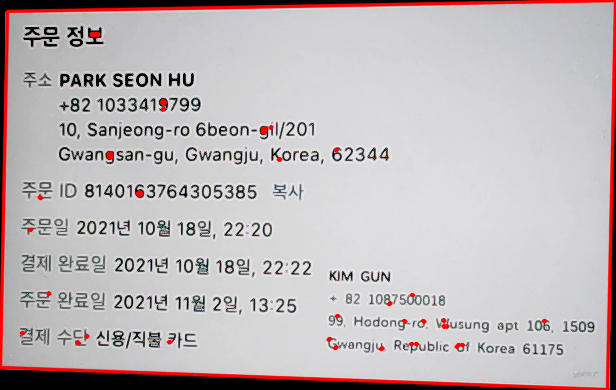 주문 정보
주소 PARK SEON HU
+82 1033419799
10, Sanjeong-ro 6beon-gil/201
Gwangsan-gu, Gwangju, Korea, 62344
주문 ID 8140163764305385 복사
주문일 2021년 10월 18일, 22:20
결제 완료일 2021년 10월 18일, 22:22
주문 완료일 2021년 11월 2일, 13:25
결제 수단 신용/직불 카드
KIM GUN
+ 82 1087500018
99, Hodong-ro, Wusung apt 106, 1509
Gwangju, Republic of Korea 61175